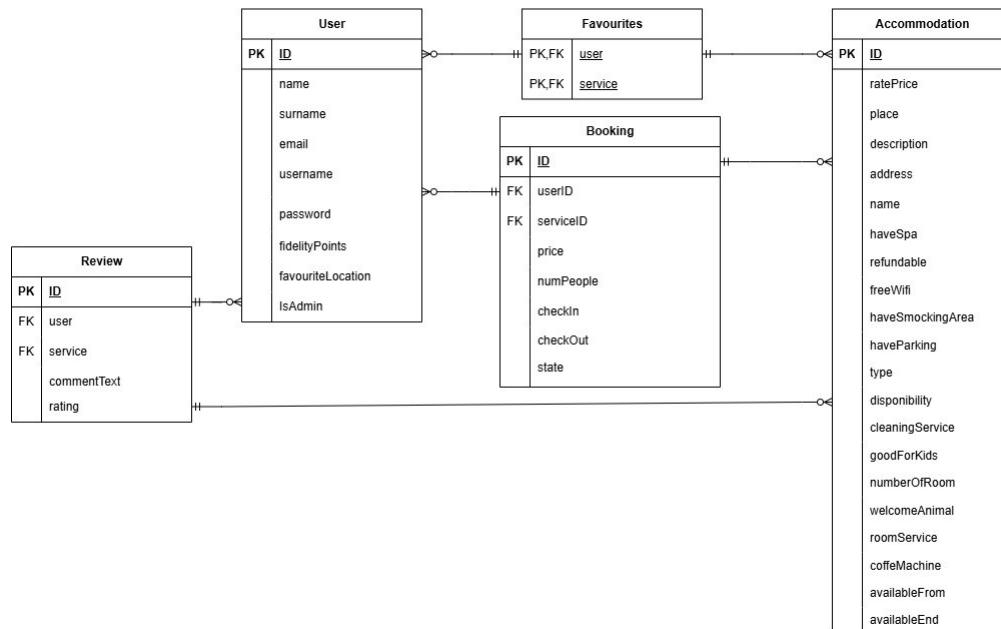 User
PK ID
name
surname
email
username
password
fidelityPoints
favouriteLocation
IsAdmin
Favourites
PK,FK user
PK,FK service
Booking
PK ID
FK userID
FK serviceID
price
numPeople
checkIn
checkOut
state
Accommodation
PK ID
ratePrice
place
description
address
name
haveSpa
refundable
freeWifi
haveSmockingArea
haveParking
type
disponibility
cleaningService
goodForKids
numberOfRoom
welcomeAnimal
roomService
coffeMachine
availableFrom
availableEnd
Review
PK ID
FK user
FK service
commentText
rating